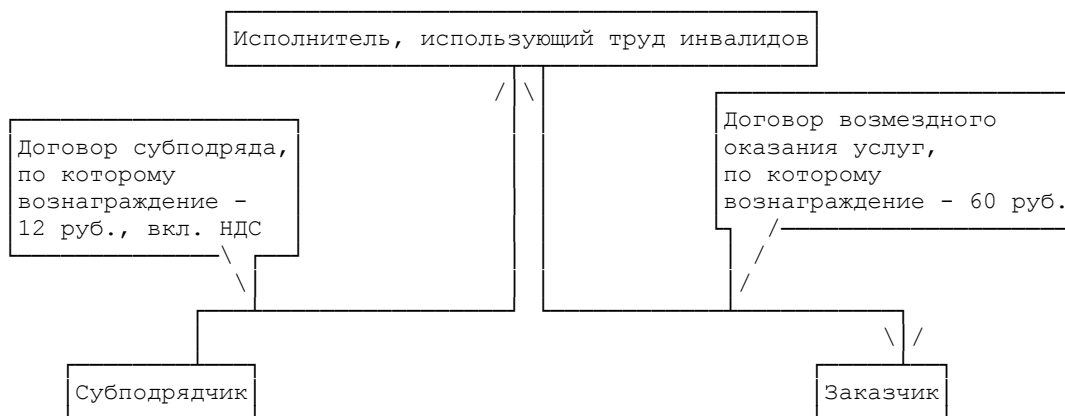 Исполнитель, использующий труд инвалидов
Договор субподряда,
по которому
вознаграждение -
12 руб., вкл. НДС
Договор возмездного
оказания услуг,
по которому
вознаграждение - 60 руб.
Субподрядчик
Заказчик